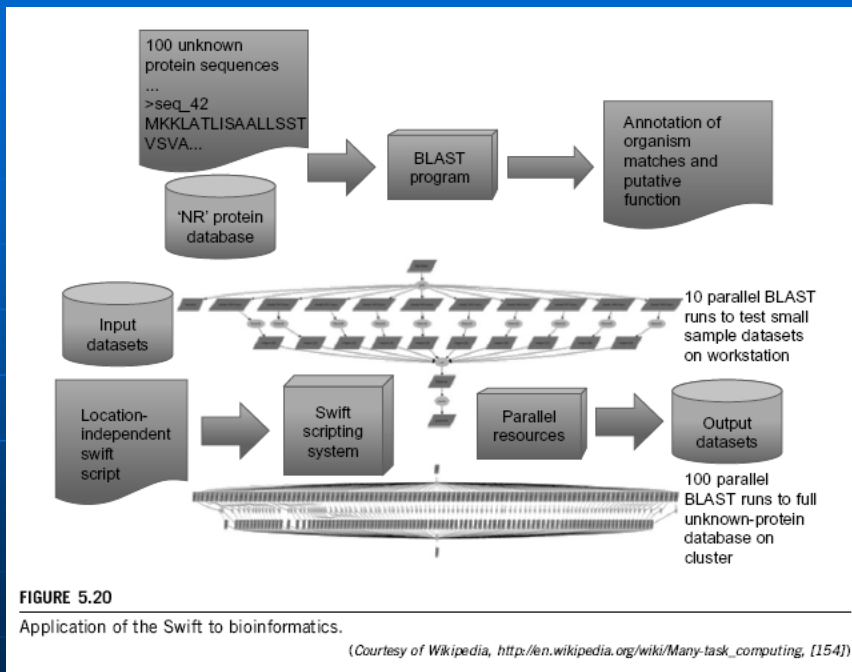 100 unknown
protein sequences
...
>seq_42
MKKLATLISAALLSST
VSVA...
'NR' protein
database
BLAST
program
Annotation of
organism
matches and
putative
function
Input
datasets
10 parallel BLAST
runs to test small
sample datasets
on workstation
Location-
independent
swift
script
Swift
scripting
system
Parallel
resources
Output
datasets
100 parallel
BLAST runs to full
unknown-protein
database on
cluster
FIGURE 5.20
Application of the Swift to bioinformatics.
(Courtesy of Wikipedia, http://en.wikipedia.org/wiki/Many-task_computing, [154])